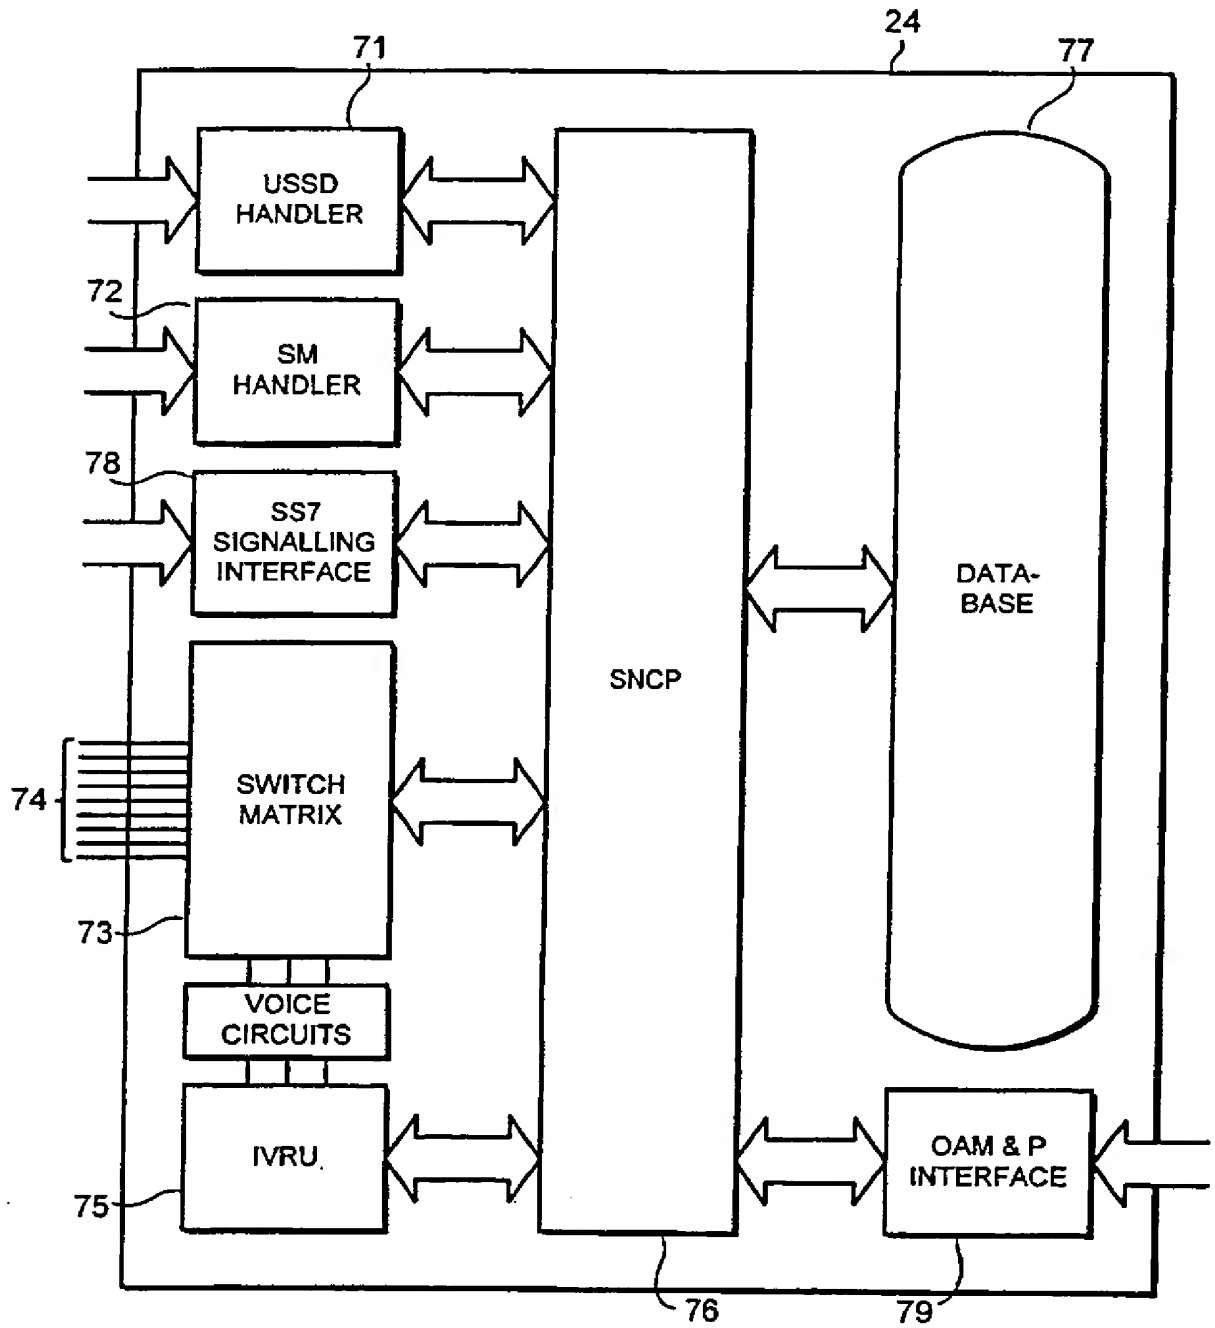 24
71
77
USSD
HANDLER
72
SM
HANDLER
78
SS7
SIGNALLING
INTERFACE
DATA-
BASE
SNCP
74
SWITCH
MATRIX
73
VOICE
CIRCUITS
IVRU
OAM & P
INTERFACE
75
76
79